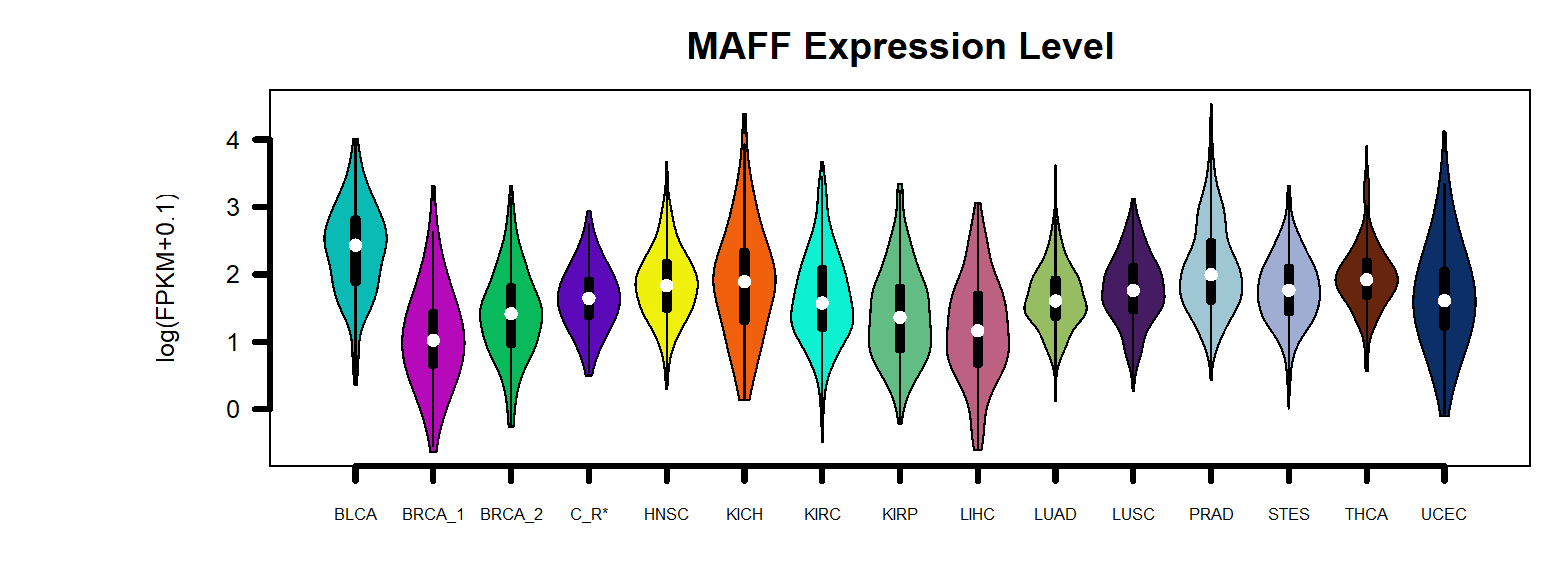 MAFF Expression Level
log(FPKM+0.1)
4
3
2
1
0
BLCA BRCA_1 BRCA_2 C_R* HNSC KICH KIRC KIRP LIHC LUAD LUSC PRAD STES THCA UCEC